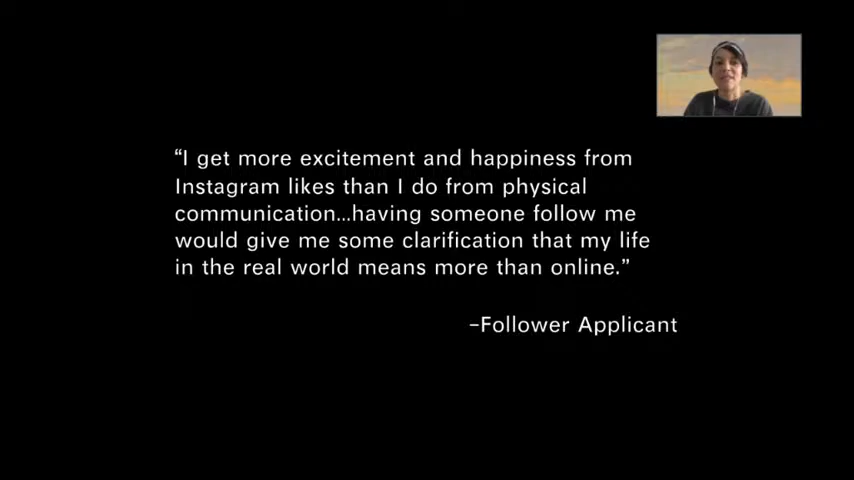 “I get more excitement and happiness from
Instagram likes than I do from physical
communication...having someone follow me
would give me some clarification that my life
in the real world means more than online.”
–Follower Applicant